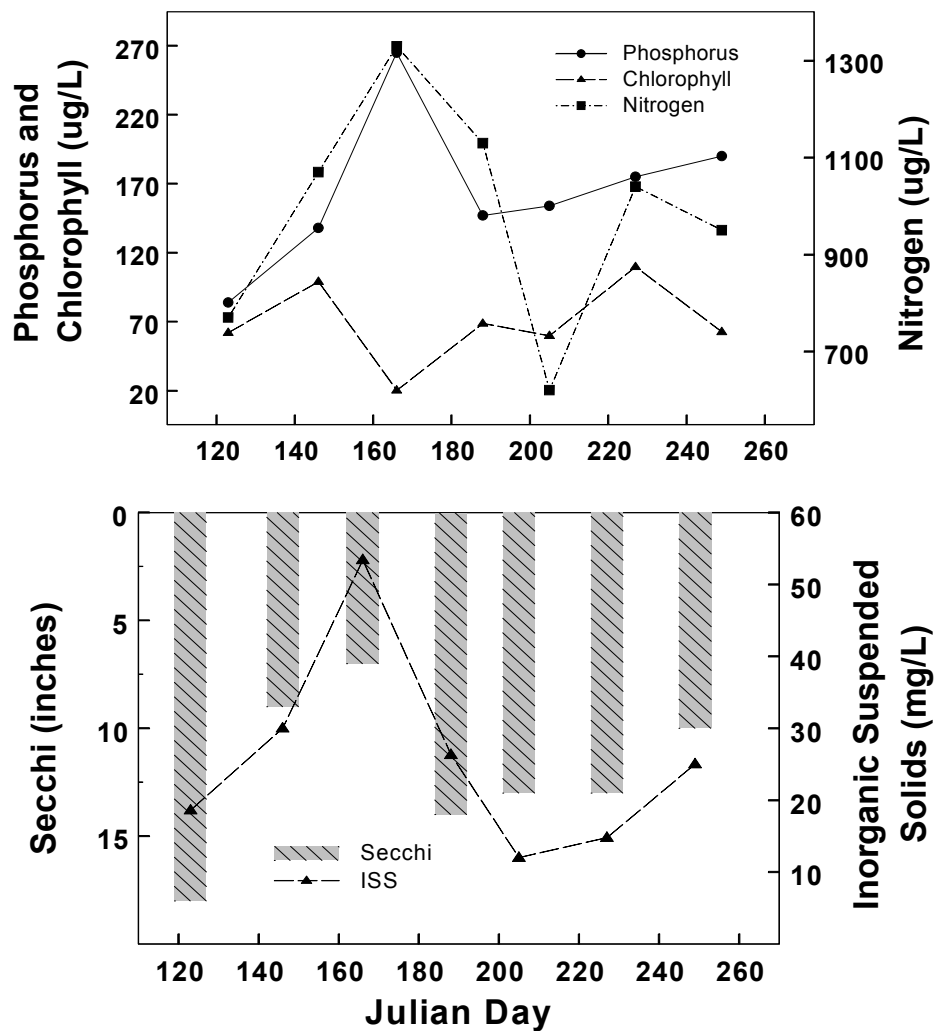 Phosphorus and
Chlorophyll (ug/L)
270
220
170
120
70
20
Phosphorus
Chlorophyll
Nitrogen
1300
1100
900
700
Nitrogen (ug/L)
120 140 160 180 200 220 240 260
Secchi (inches)
0
5
10
15
Secchi
ISS
60
50
40
30
20
10
Inorganic Suspended
Solids (mg/L)
120 140 160 180 200 220 240 260
Julian Day